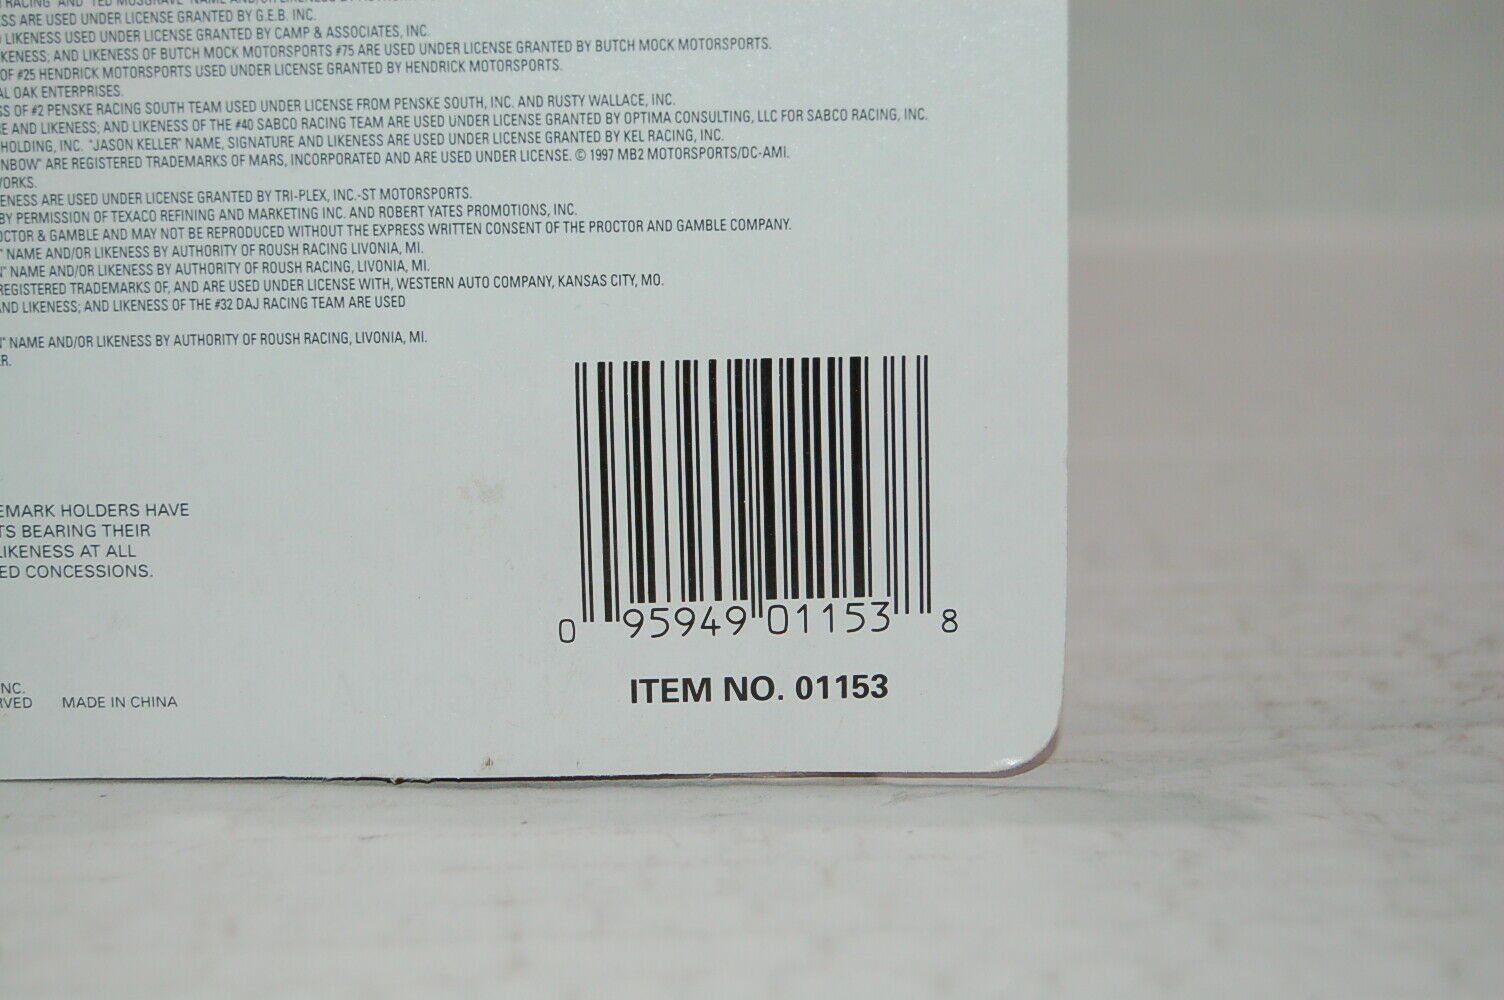 RACING" AND "TED MUSGRAVE" NAME AND/OR LIKENESS BY
SS ARE USED UNDER LICENSE GRANTED BY G.E.B. INC.
LIKENESS USED UNDER LICENSE GRANTED BY CAMP & ASSOCIATES, INC.
KENESS; AND LIKENESS OF BUTCH MOCK MOTORSPORTS #75 ARE USED UNDER LICENSE GRANTED BY BUTCH MOCK MOTORSPORTS.
OF #25 HENDRICK MOTORSPORTS USED UNDER LICENSE GRANTED BY HENDRICK MOTORSPORTS.
AL OAK ENTERPRISES.
SS OF #2 PENSKE RACING SOUTH TEAM USED UNDER LICENSE FROM PENSKE SOUTH, INC. AND RUSTY WALLACE, INC.
E AND LIKENESS; AND LIKENESS OF THE #40 SABCO RACING TEAM ARE USED UNDER LICENSE GRANTED BY OPTIMA CONSULTING, LLC FOR SABCO RACING, INC.
HOLDING, INC. "JASON KELLER" NAME, SIGNATURE AND LIKENESS ARE USED UNDER LICENSE GRANTED BY KEL RACING, INC.
NBOW" ARE REGISTERED TRADEMARKS OF MARS, INCORPORATED AND ARE USED UNDER LICENSE. © 1997 MB2 MOTORSPORTS/DC-AMI.
ORKS.
ENESS ARE USED UNDER LICENSE GRANTED BY TRI-PLEX, INC.-ST MOTORSPORTS.
BY PERMISSION OF TEXACO REFINING AND MARKETING INC. AND ROBERT YATES PROMOTIONS, INC.
OCTOR & GAMBLE AND MAY NOT BE REPRODUCED WITHOUT THE EXPRESS WRITTEN CONSENT OF THE PROCTOR AND GAMBLE COMPANY.
" NAME AND/OR LIKENESS BY AUTHORITY OF ROUSH RACING LIVONIA, MI.
N" NAME AND/OR LIKENESS BY AUTHORITY OF ROUSH RACING, LIVONIA, MI.
REGISTERED TRADEMARKS OF, AND ARE USED UNDER LICENSE WITH, WESTERN AUTO COMPANY, KANSAS CITY, MO.
AND LIKENESS; AND LIKENESS OF THE #32 DAJ RACING TEAM ARE USED
N" NAME AND/OR LIKENESS BY AUTHORITY OF ROUSH RACING, LIVONIA, MI.
ER.
EMARK HOLDERS HAVE
TS BEARING THEIR
LIKENESS AT ALL
ED CONCESSIONS.
0 95949 01153 8
ITEM NO. 01153
NC.
RVED MADE IN CHINA